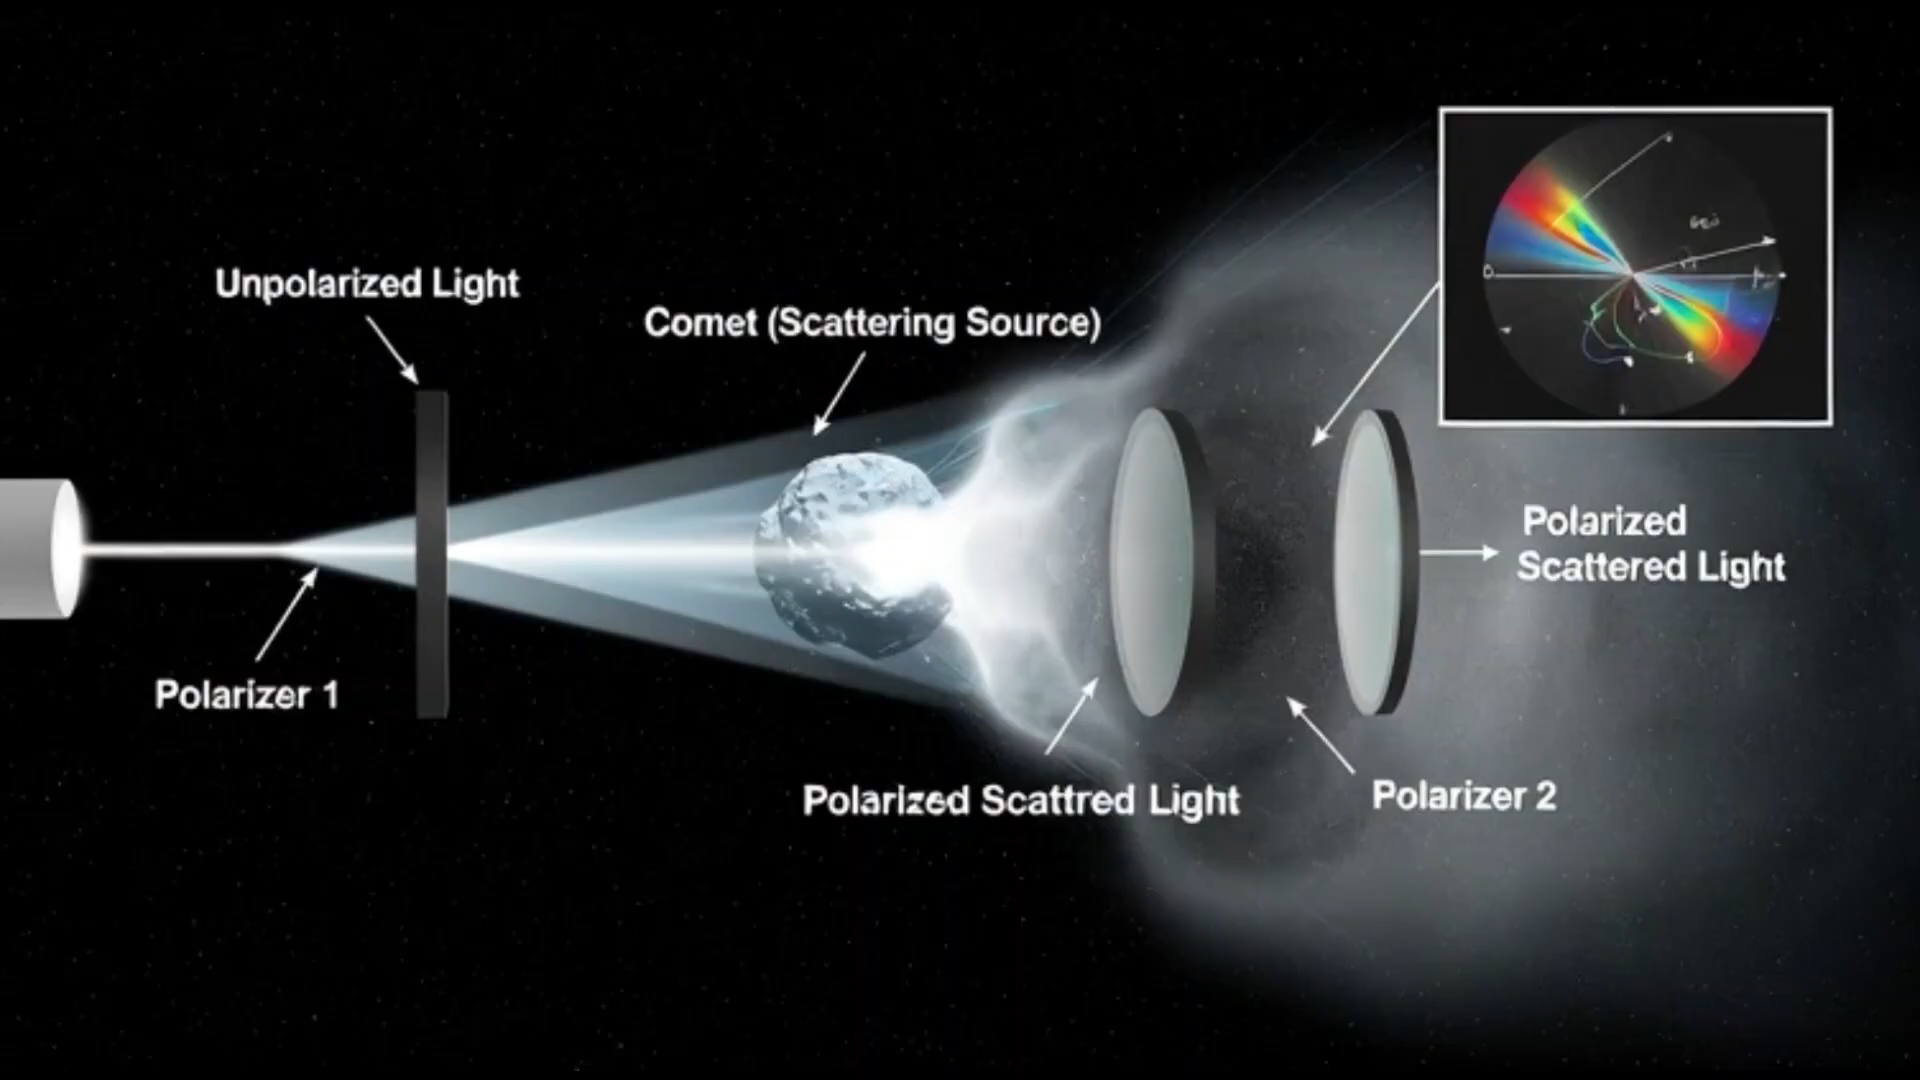 Unpolarized Light
Comet (Scattering Source)
Polarizer 1
Polarized
Scattered Light
Polarized Scattred Light
Polarizer 2